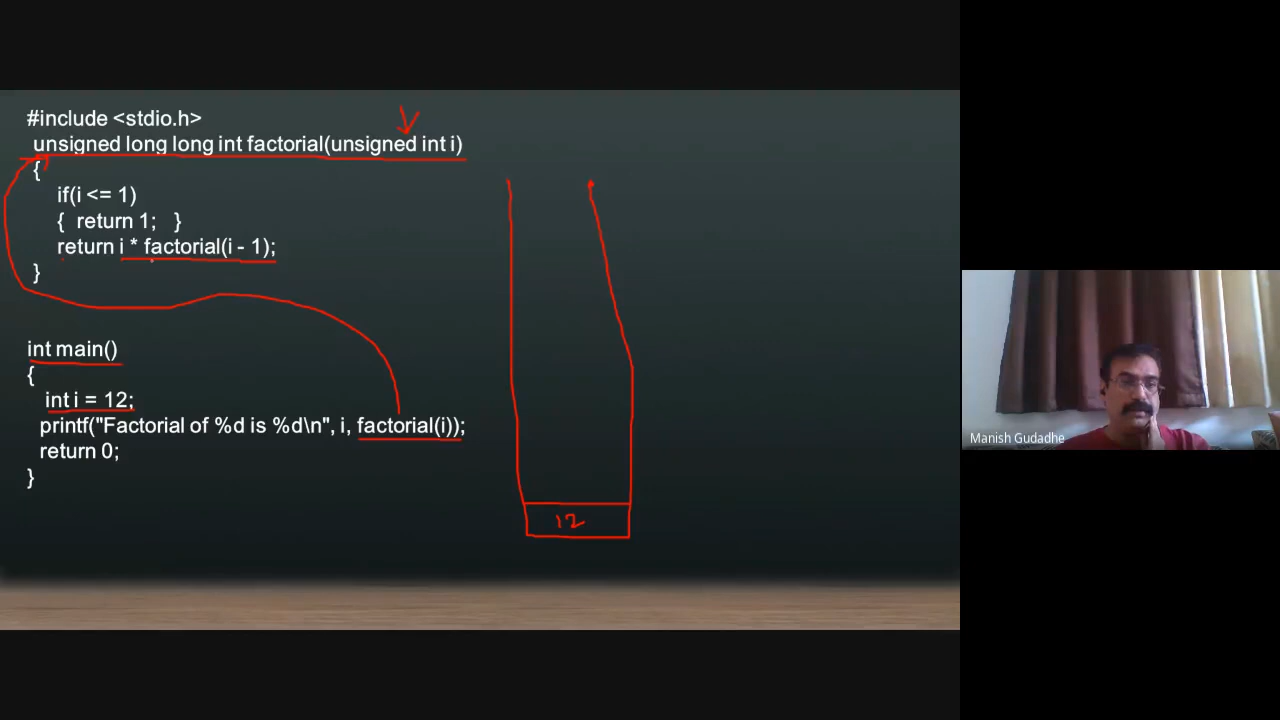 #include <stdio.h>
unsigned long long int factorial(unsigned int i)
{
if(i <= 1)
{ return 1; }
return i * factorial(i - 1);
}
int main()
{
int i = 12;
printf("Factorial of %d is %d\n", i, factorial(i));
return 0;
}
12
Manish Gudadhe